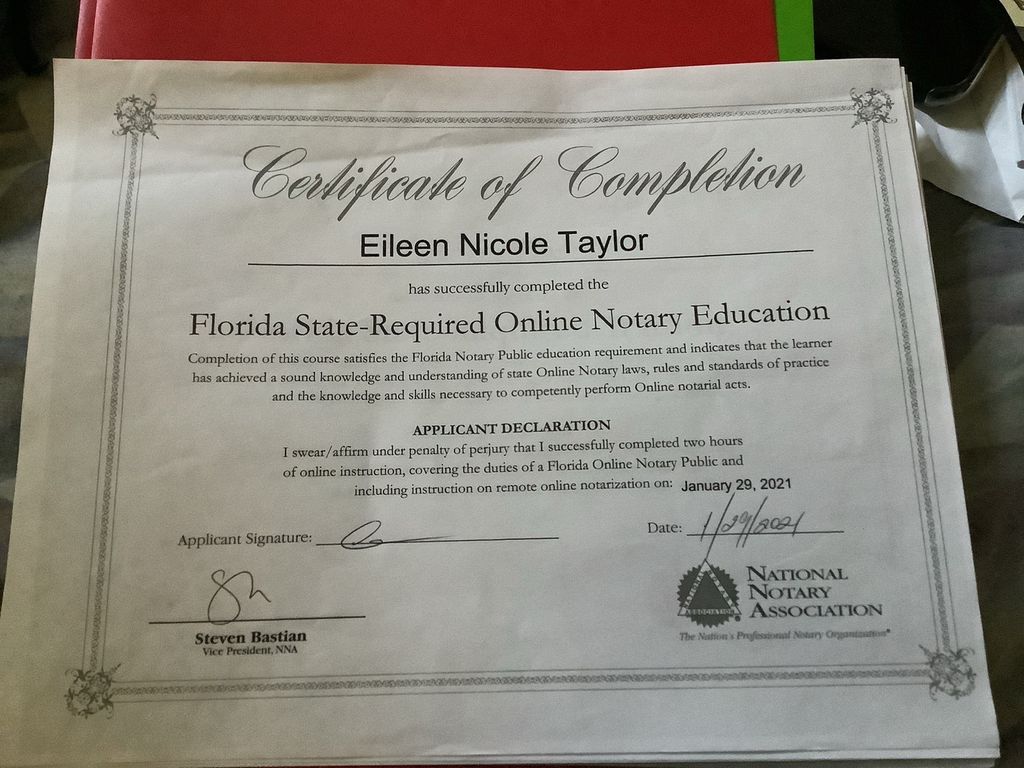 Certificate of Completion
Eileen Nicole Taylor
has successfully completed the
Florida State-Required Online Notary Education
Completion of this course satisfies the Florida Notary Public education requirement and indicates that the learner
has achieved a sound knowledge and understanding of state Online Notary laws, rules and standards of practice
and the knowledge and skills necessary to competently perform Online notarial acts.
APPLICANT DECLARATION
I swear/affirm under penalty of perjury that I successfully completed two hours
of online instruction, covering the duties of a Florida Online Notary Public and
including instruction on remote online notarization on: January 29, 2021
Applicant Signature:
Date: 1/29/2021
Steven Bastian
Vice President, NNA
ASSOCIATION
NATIONAL
NOTARY
ASSOCIATION
The Nation's Professional Notary Organization®